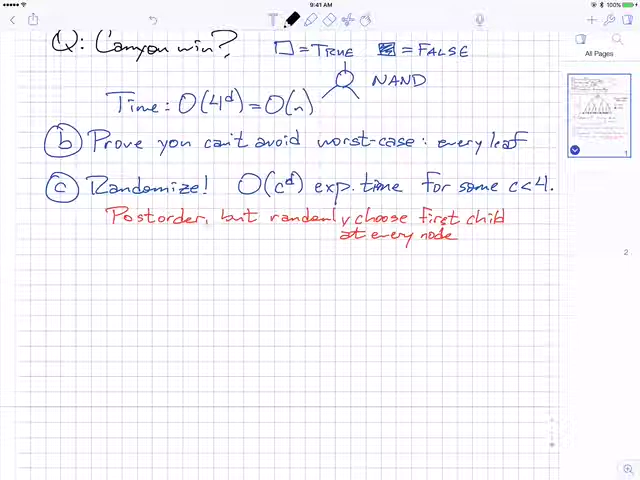 9:41 AM
100%
All Pages
Q: Can you win?
□ = TRUE ■ = FALSE
NAND
Time: O(4^d) = O(n)
(b) Prove you can't avoid worst-case: every leaf
(c) Randomize! O(c^d) exp. time for some c<4.
Postorder, but randomly choose first child
at every node
1
2